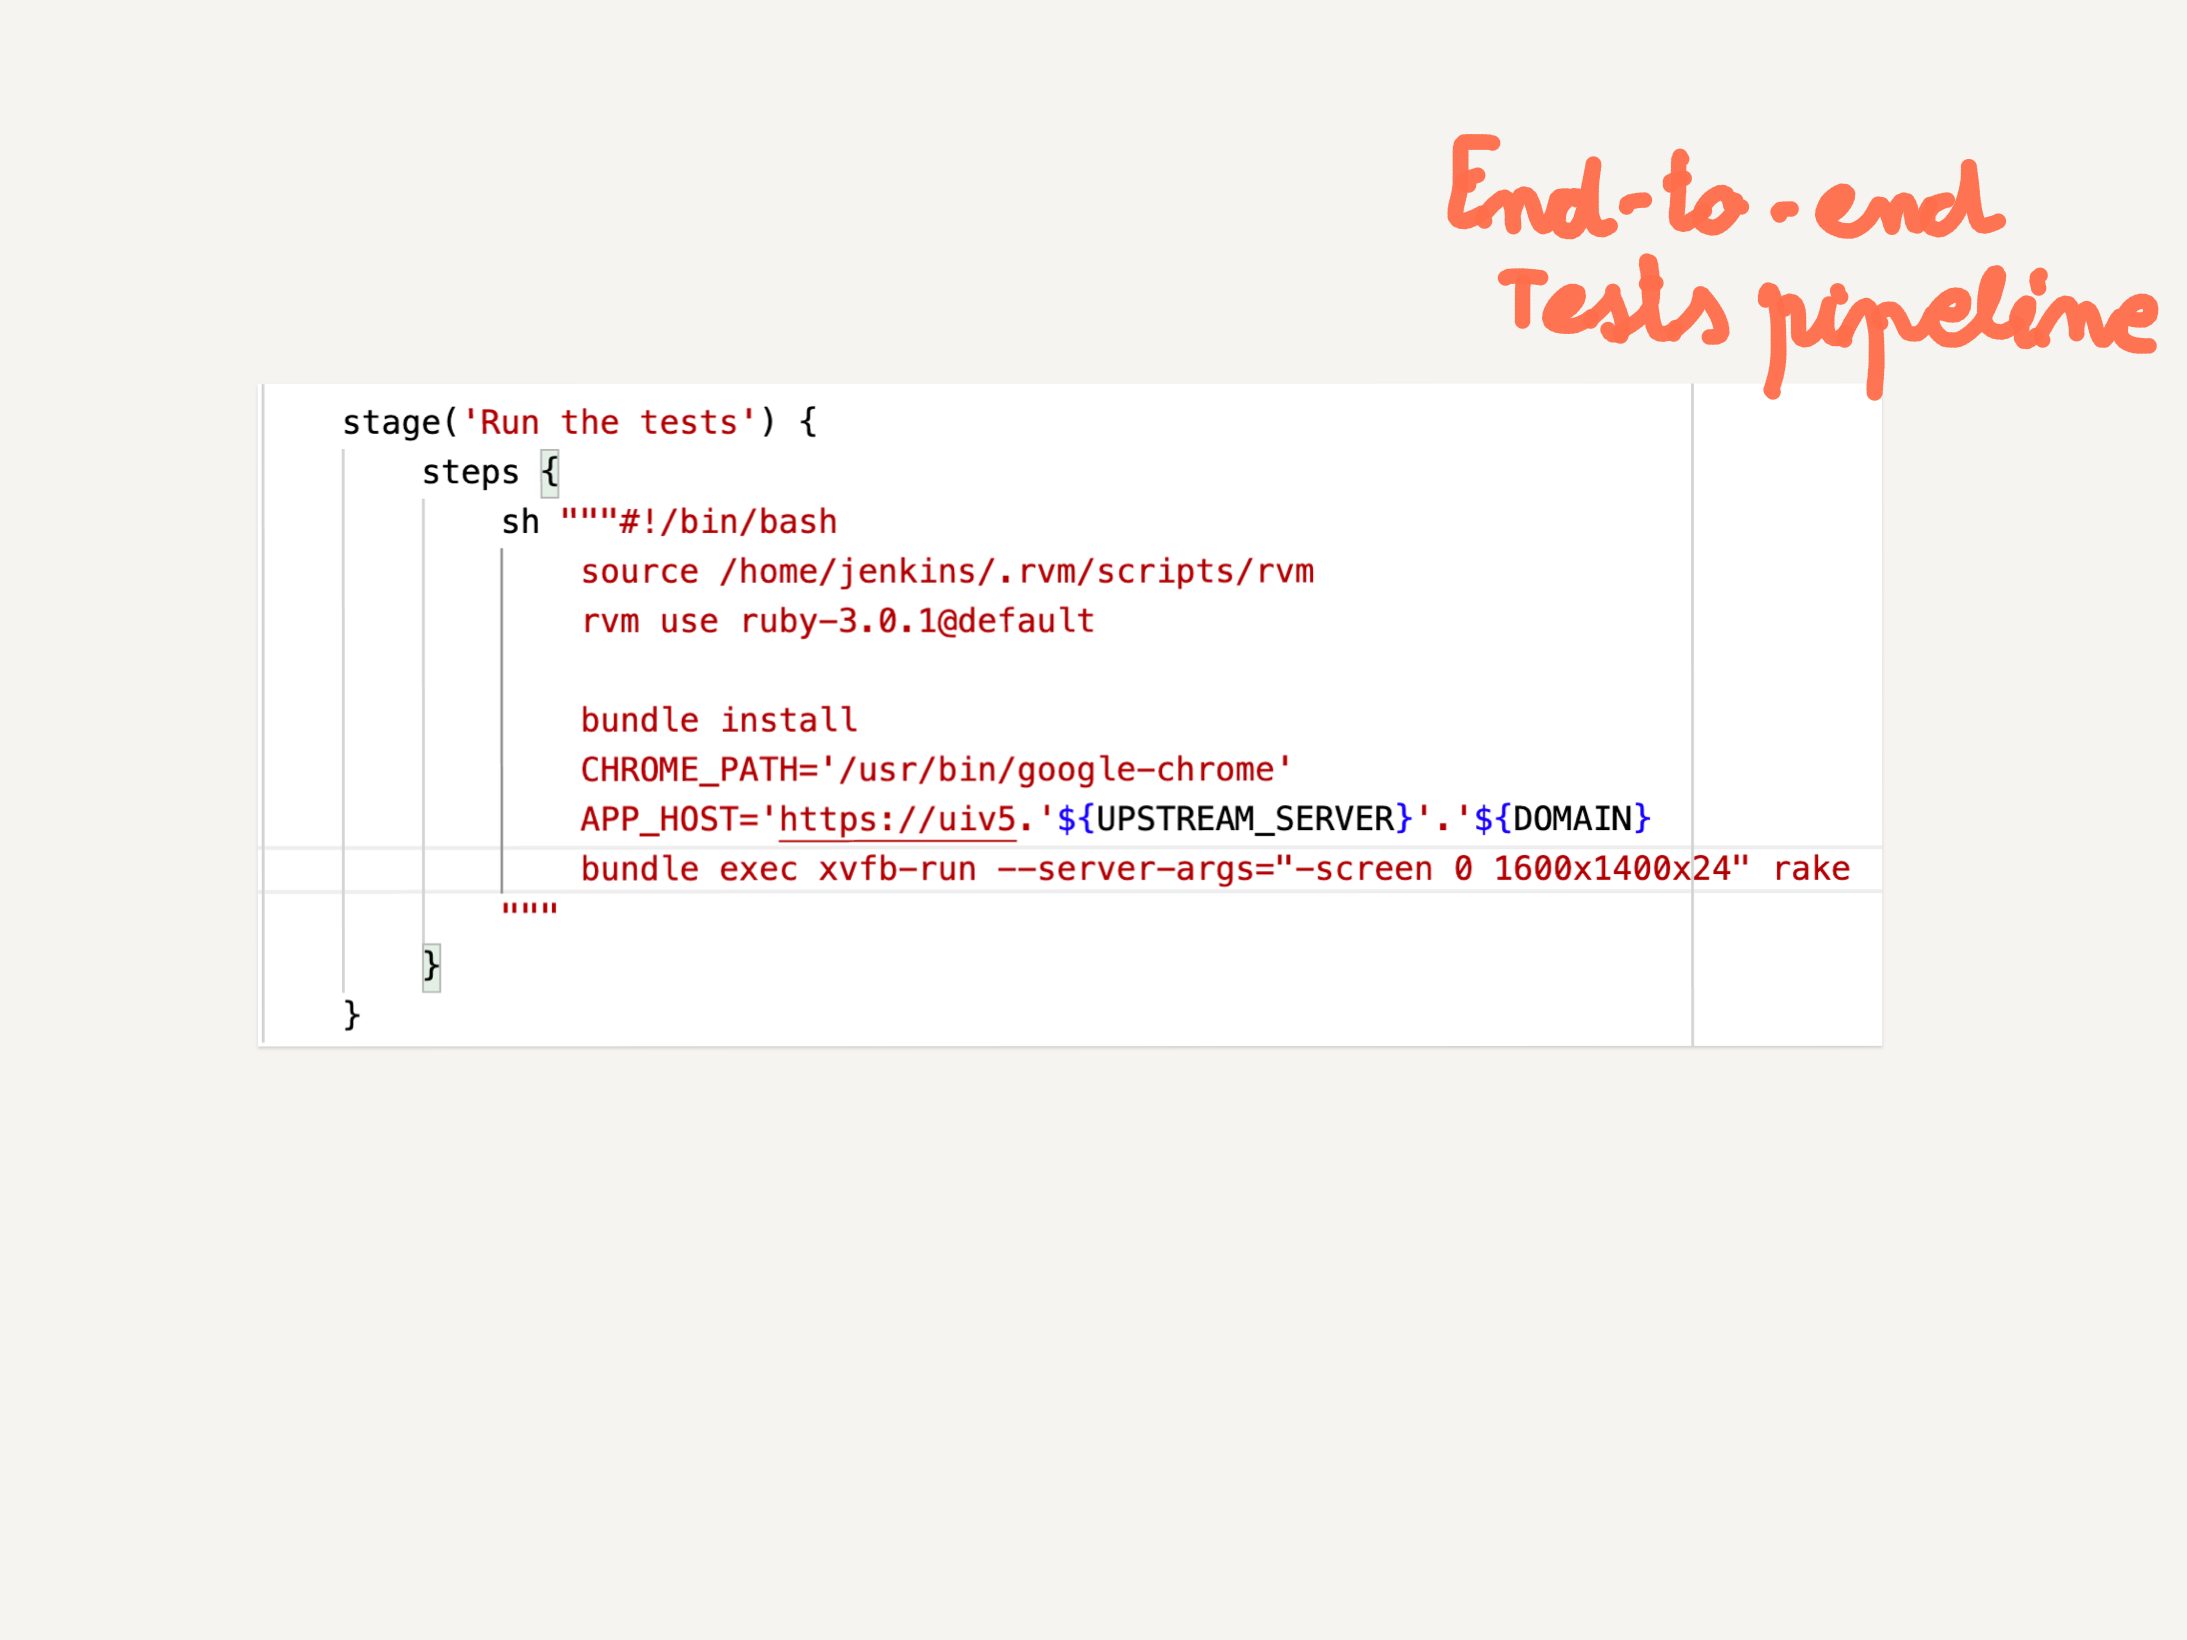 End-to-end
Tests pipeline
stage('Run the tests') {
steps {
sh """#!/bin/bash
source /home/jenkins/.rvm/scripts/rvm
rvm use ruby-3.0.1@default
bundle install
CHROME_PATH='/usr/bin/google-chrome'
APP_HOST='https://uiv5.'${UPSTREAM_SERVER}'.'${DOMAIN}
bundle exec xvfb-run --server-args="-screen 0 1600x1400x24" rake
"""
}
}